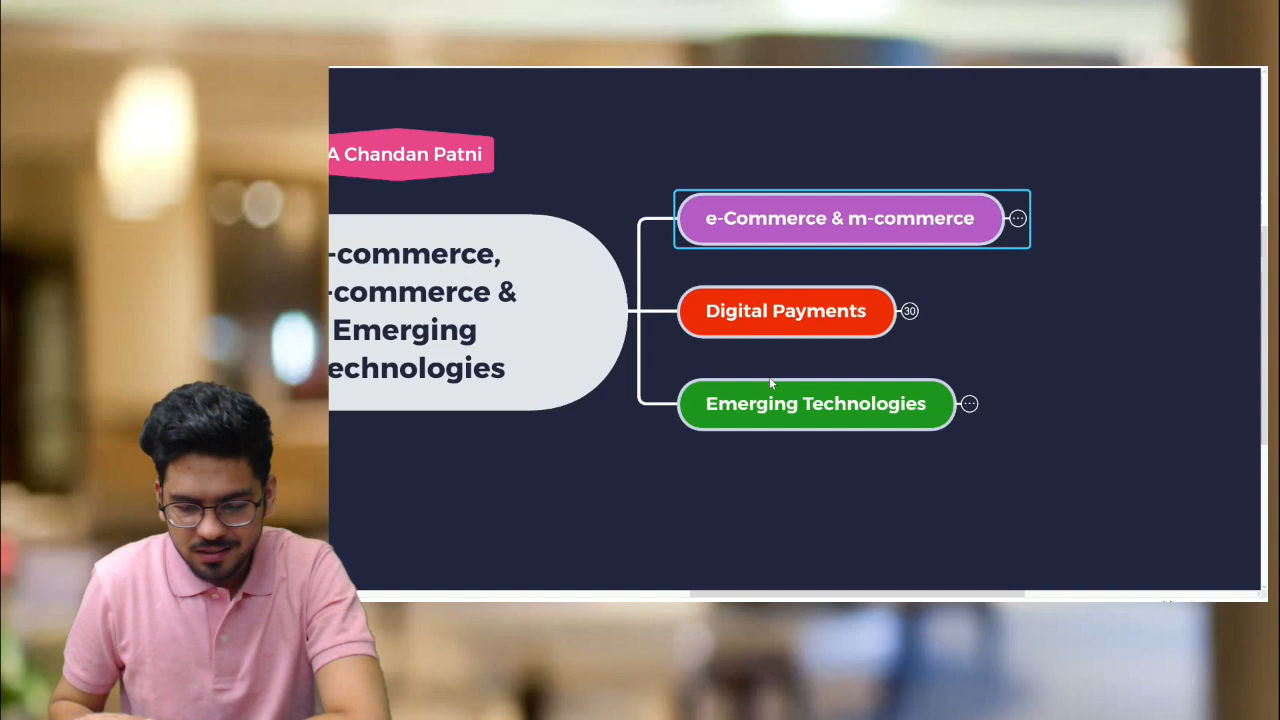 A Chandan Patni
-commerce,
-commerce &
Emerging
echnologies
e-Commerce & m-commerce
Digital Payments
30
Emerging Technologies